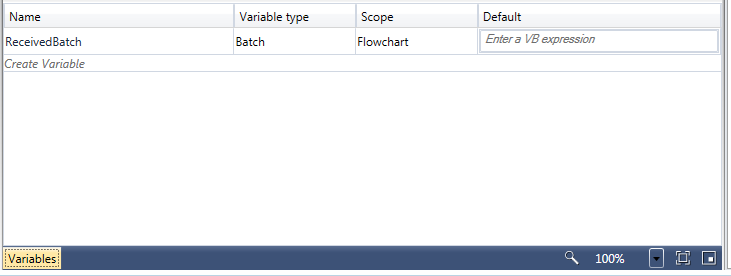 Name Variable type Scope Default
ReceivedBatch Batch Flowchart Enter a VB expression
Create Variable
Variables 100%